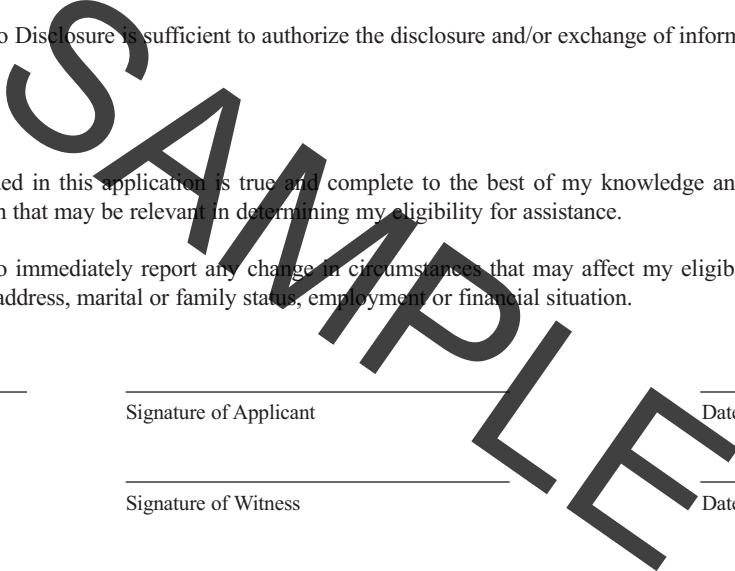 o Disclosure is sufficient to authorize the disclosure and/or exchange of inform
ed in this application is true and complete to the best of my knowledge an
n that may be relevant in determining my eligibility for assistance.
o immediately report any change in circumstances that may affect my eligib
address, marital or family status, employment or financial situation.
Signature of Applicant
Date
Signature of Witness
Date
SAMPLE